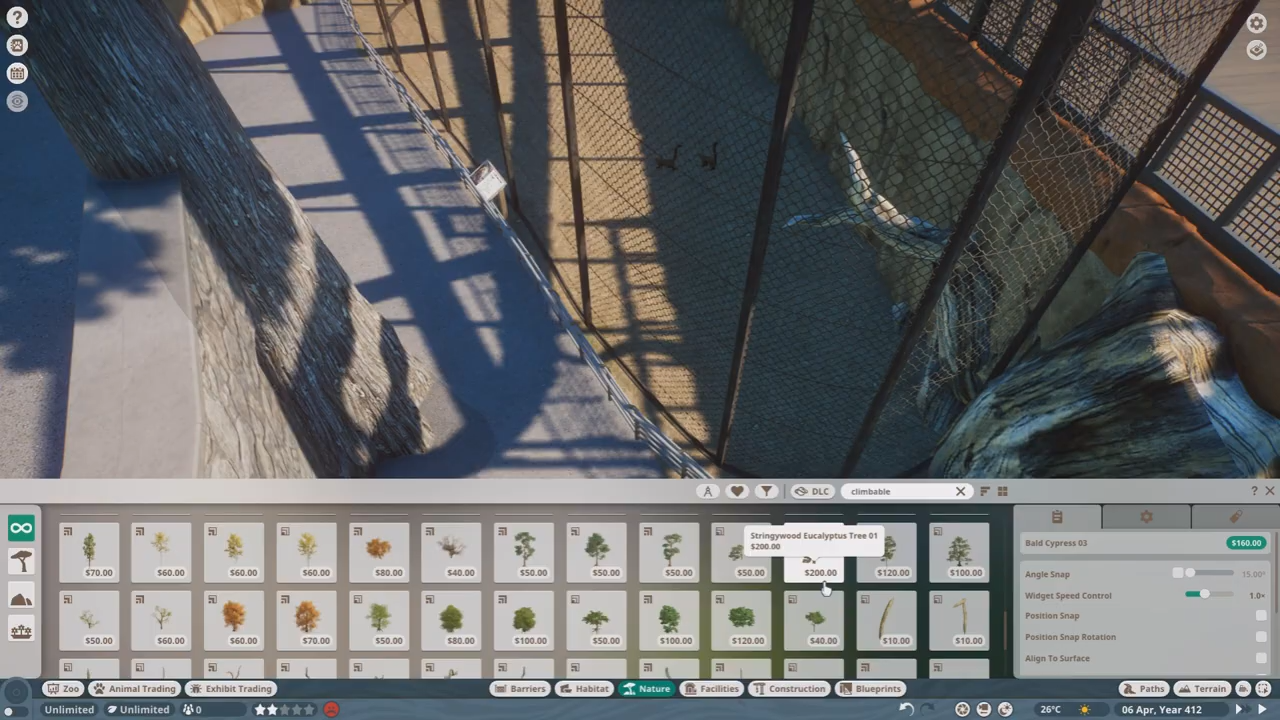 DLC
climbable
?
Stringywood Eucalyptus Tree 01
$200.00
$70.00 $60.00 $60.00 $60.00 $80.00 $40.00 $50.00 $50.00 $50.00 $50.00 $200.00 $120.00 $100.00
$50.00 $60.00 $60.00 $70.00 $50.00 $80.00 $100.00 $50.00 $100.00 $120.00 $40.00 $10.00 $10.00
Bald Cypress 03 $160.00
Angle Snap 15.00°
Widget Speed Control 1.0×
Position Snap
Position Snap Rotation
Align To Surface
Zoo Animal Trading Exhibit Trading Barriers Habitat Nature Facilities Construction Blueprints Paths Terrain
Unlimited Unlimited 0 26°C 06 Apr, Year 412